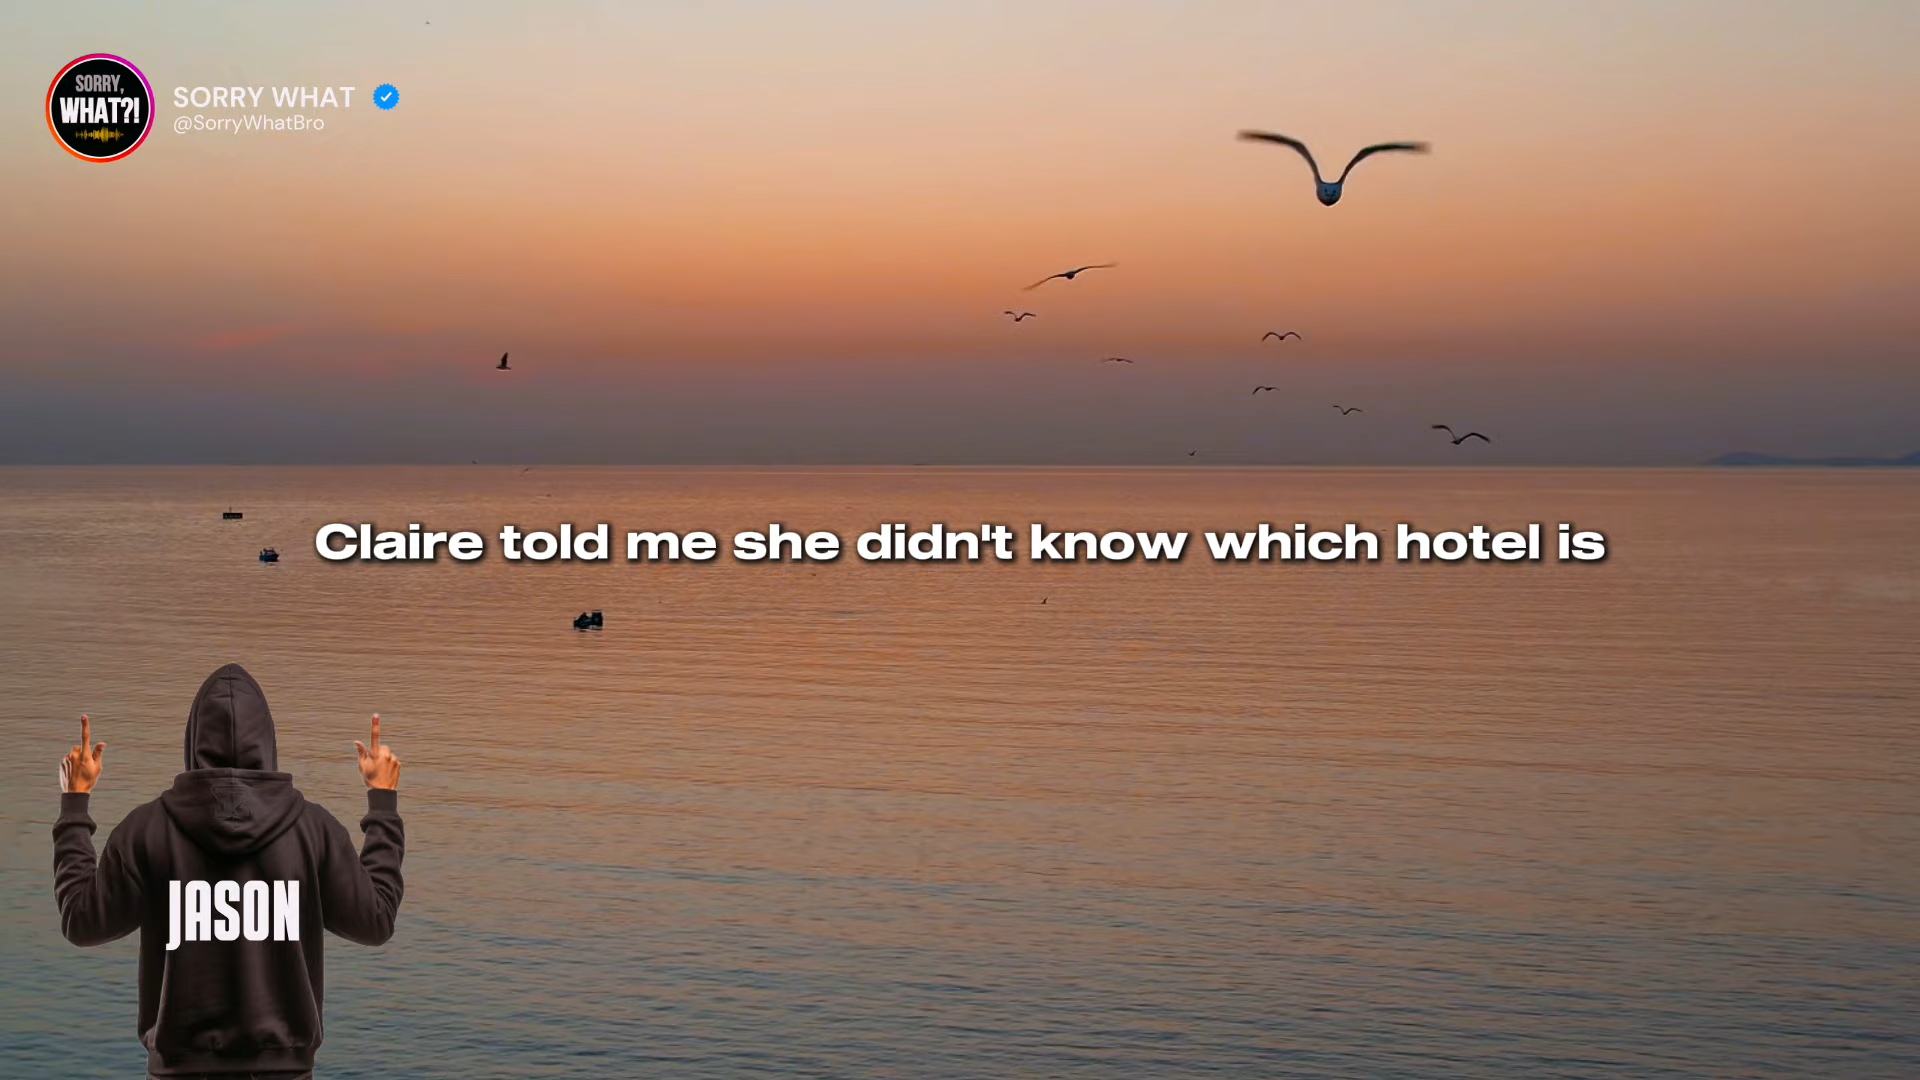 SORRY,
WHAT?!
SORRY WHAT
@SorryWhatBro
Claire told me she didn't know which hotel is
JASON